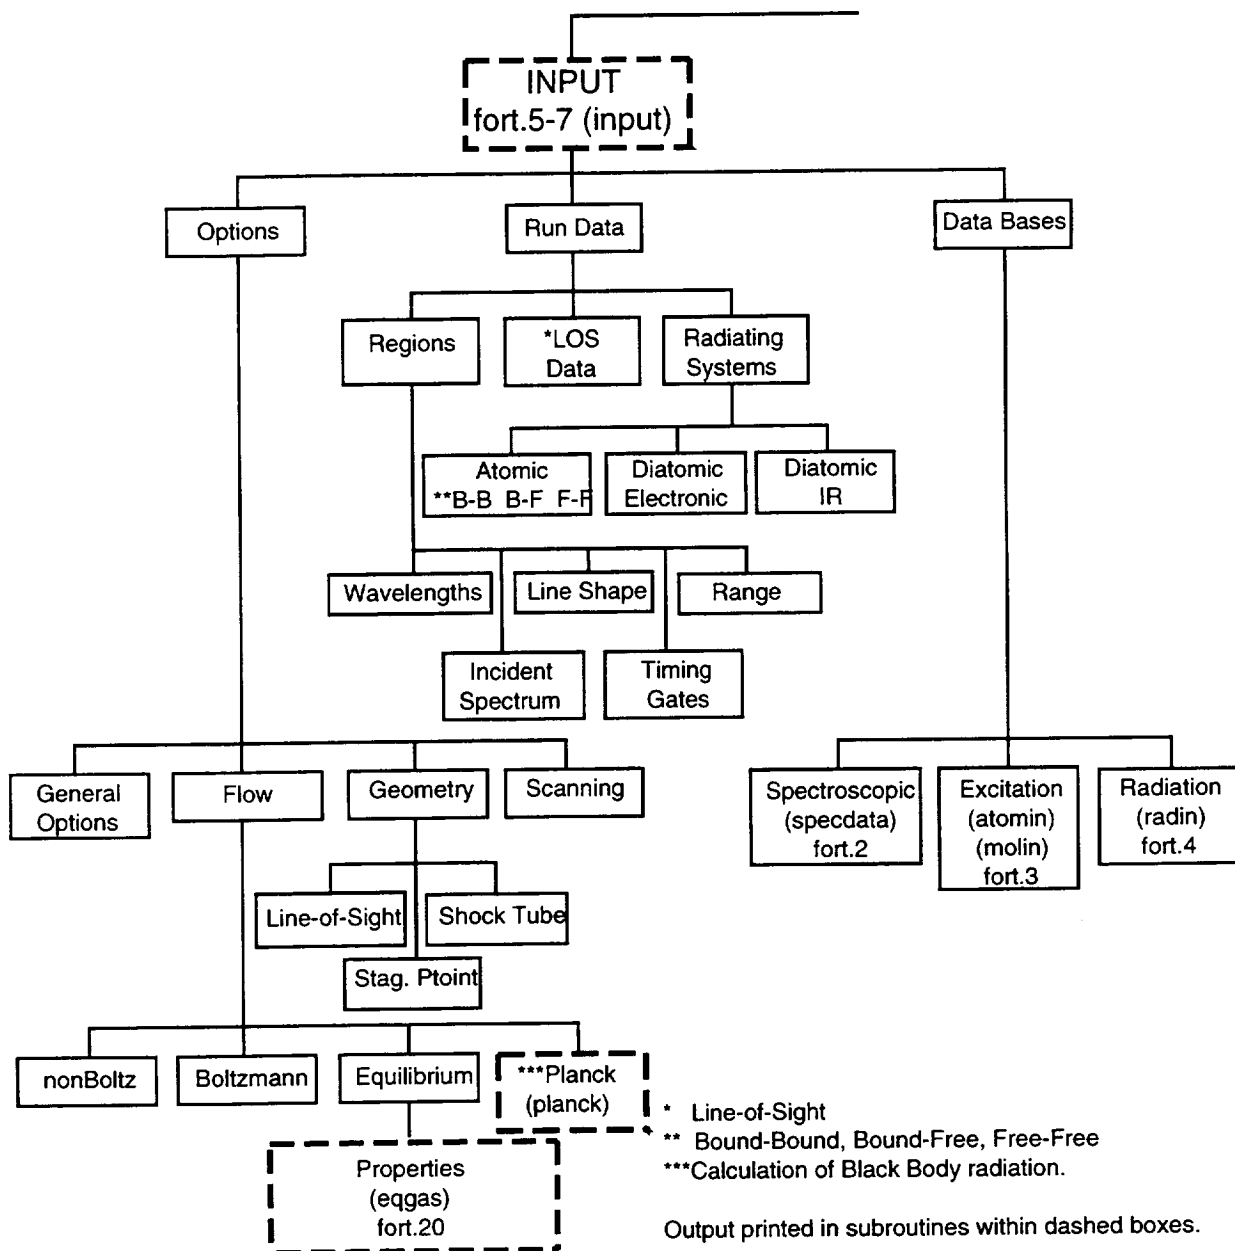 INPUT
fort.5-7 (input)
Options
Run Data
Data Bases
Regions
*LOS
Data
Radiating
Systems
Atomic
**B-B B-F F-F
Diatomic
Electronic
Diatomic
IR
Wavelengths
Line Shape
Range
Incident
Spectrum
Timing
Gates
General
Options
Flow
Geometry
Scanning
Spectroscopic
(specdata)
fort.2
Excitation
(atomin)
(molin)
fort.3
Radiation
(radin)
fort.4
Line-of-Sight
Shock Tube
Stag. Ptoint
nonBoltz
Boltzmann
Equilibrium
***Planck
(planck)
Properties
(eqgas)
fort.20
* Line-of-Sight
** Bound-Bound, Bound-Free, Free-Free
***Calculation of Black Body radiation.
Output printed in subroutines within dashed boxes.